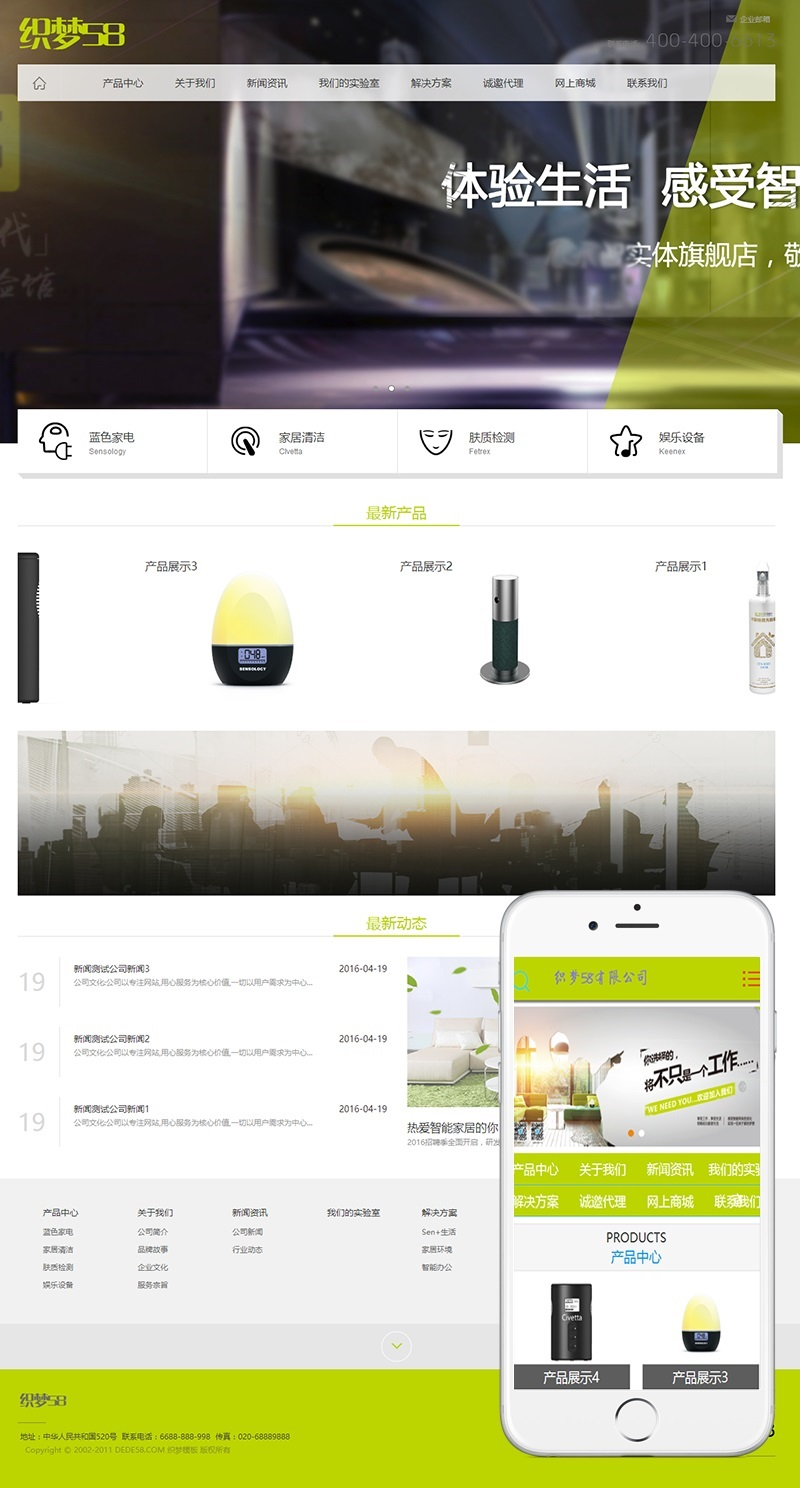 织梦58
企业邮箱
400-400-
产品中心 关于我们 新闻资讯 我们的实验室 解决方案 诚邀代理 网上商城 联系我们
体验生活 感受智
实体旗舰店，敬
代」
验馆
蓝色家电
Sensology
家居清洁
CIvetta
肤质检测
Fetrex
娱乐设备
Keenex
最新产品
产品展示3
产品展示2
产品展示1
SENSOLOGY
最新动态
19
新闻测试公司新闻3
2016-04-19
公司文化:公司以专注网站,用心服务为核心价值,一切以用户需求为中心...
19
新闻测试公司新闻2
2016-04-19
公司文化:公司以专注网站,用心服务为核心价值,一切以用户需求为中心...
19
新闻测试公司新闻1
2016-04-19
公司文化:公司以专注网站,用心服务为核心价值,一切以用户需求为中心...
热爱智能家居的你
2016招聘季全面开启，研发
产品中心 关于我们 新闻资讯 我们的实验室 解决方案
蓝色家电 公司简介 公司新闻 Sen+生活
家居清洁 品牌故事 行业动态 家居环境
肤质检测 企业文化 智能办公
娱乐设备 服务宗旨
织梦58
地址：中华人民共和国520号 联系电话：6688-888-998 传真：020-68889888
Copyright © 2002-2011 DEDE58.COM 织梦模板 版权所有
织梦58有限公司
你选择的,
将不只是一个工作......
"WE NEED YOU...欢迎加入我们
产品中心 关于我们 新闻资讯 我们的实验
解决方案 诚邀代理 网上商城 联系我们
PRODUCTS
产品中心
Civetta
产品展示4
产品展示3